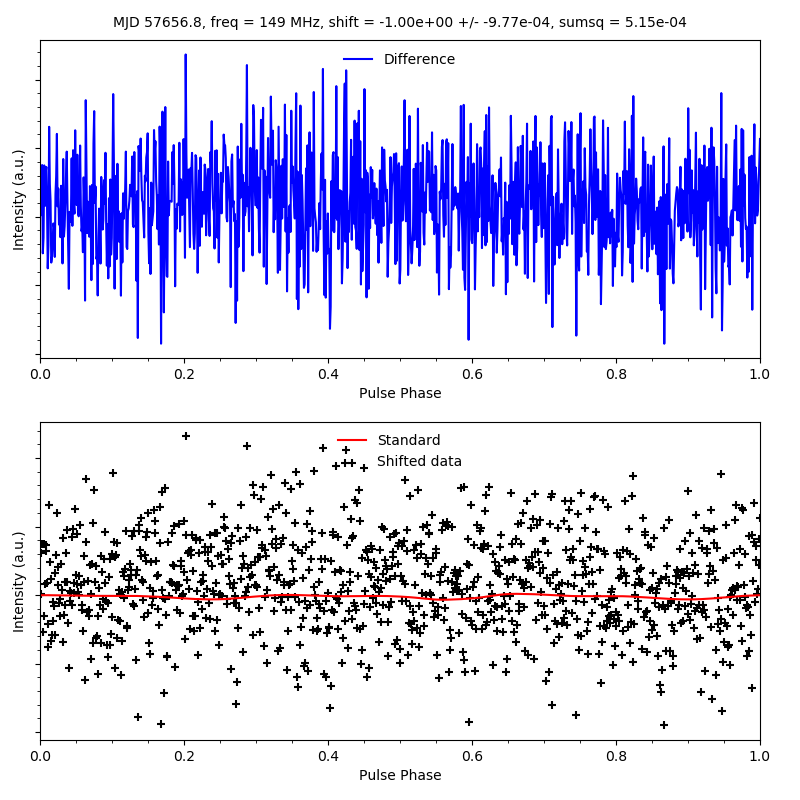 MJD 57656.8, freq = 149 MHz, shift = -1.00e+00 +/- -9.77e-04, sumsq = 5.15e-04
Difference
Intensity (a.u.)
0.0 0.2 0.4 0.6 0.8 1.0
Pulse Phase
Standard
Shifted data
Intensity (a.u.)
0.0 0.2 0.4 0.6 0.8 1.0
Pulse Phase